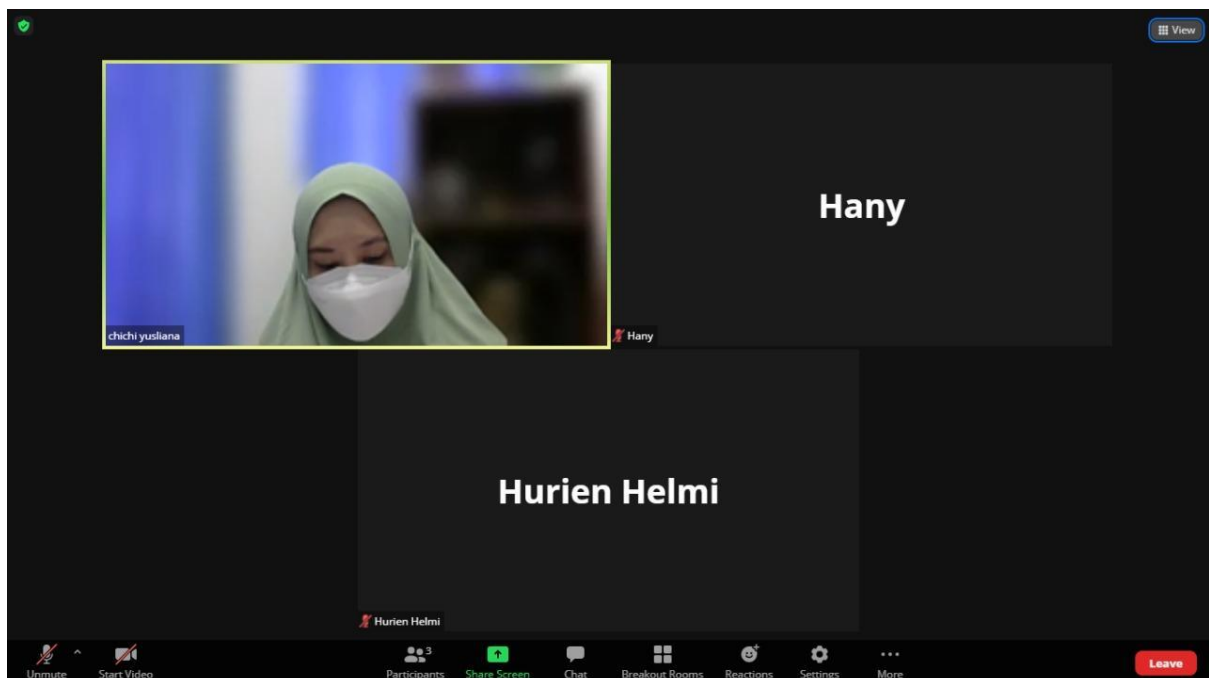 View
Hany
chichi yusliana
Hany
Hurien Helmi
Hurien Helmi
3
Unmute
Start Video
Participants
Share Screen
Chat
Breakout Rooms
Reactions
Settings
More
Leave